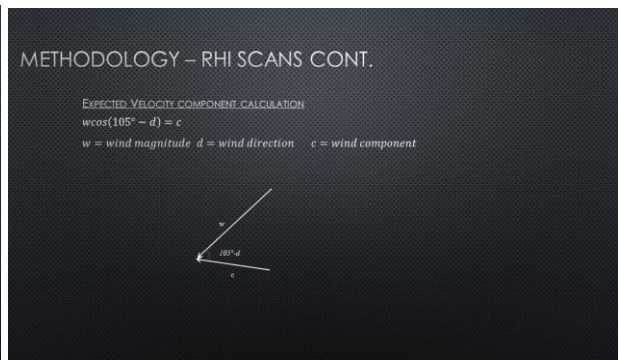 METHODOLOGY – RHI SCANS CONT.
EXPECTED VELOCITY COMPONENT CALCULATION
wcos(105° − d) = c
w = wind magnitude d = wind direction c = wind component
w
105°-d
c